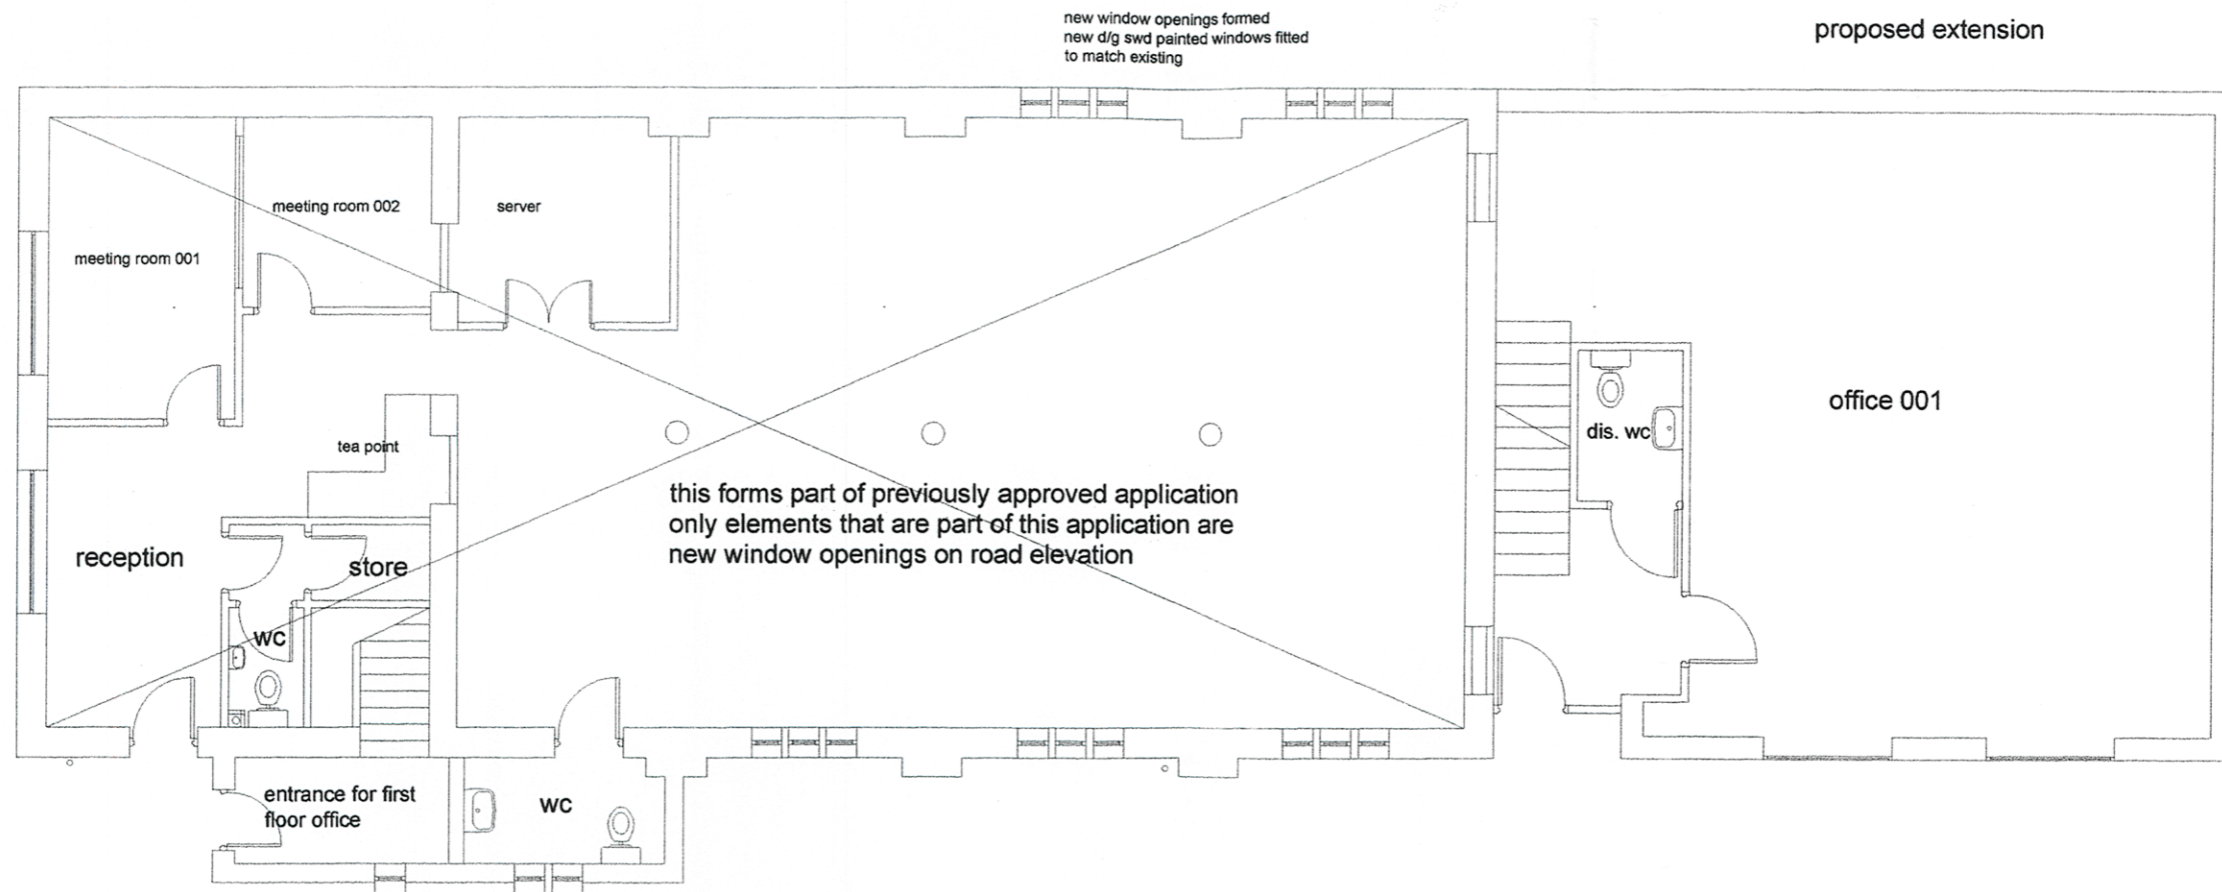 new window openings formed
new d/g swd painted windows fitted
to match existing
proposed extension
meeting room 002
server
meeting room 001
office 001
dis. wc
tea point
this forms part of previously approved application
only elements that are part of this application are
new window openings on road elevation
reception
store
wc
entrance for first
floor office
wc